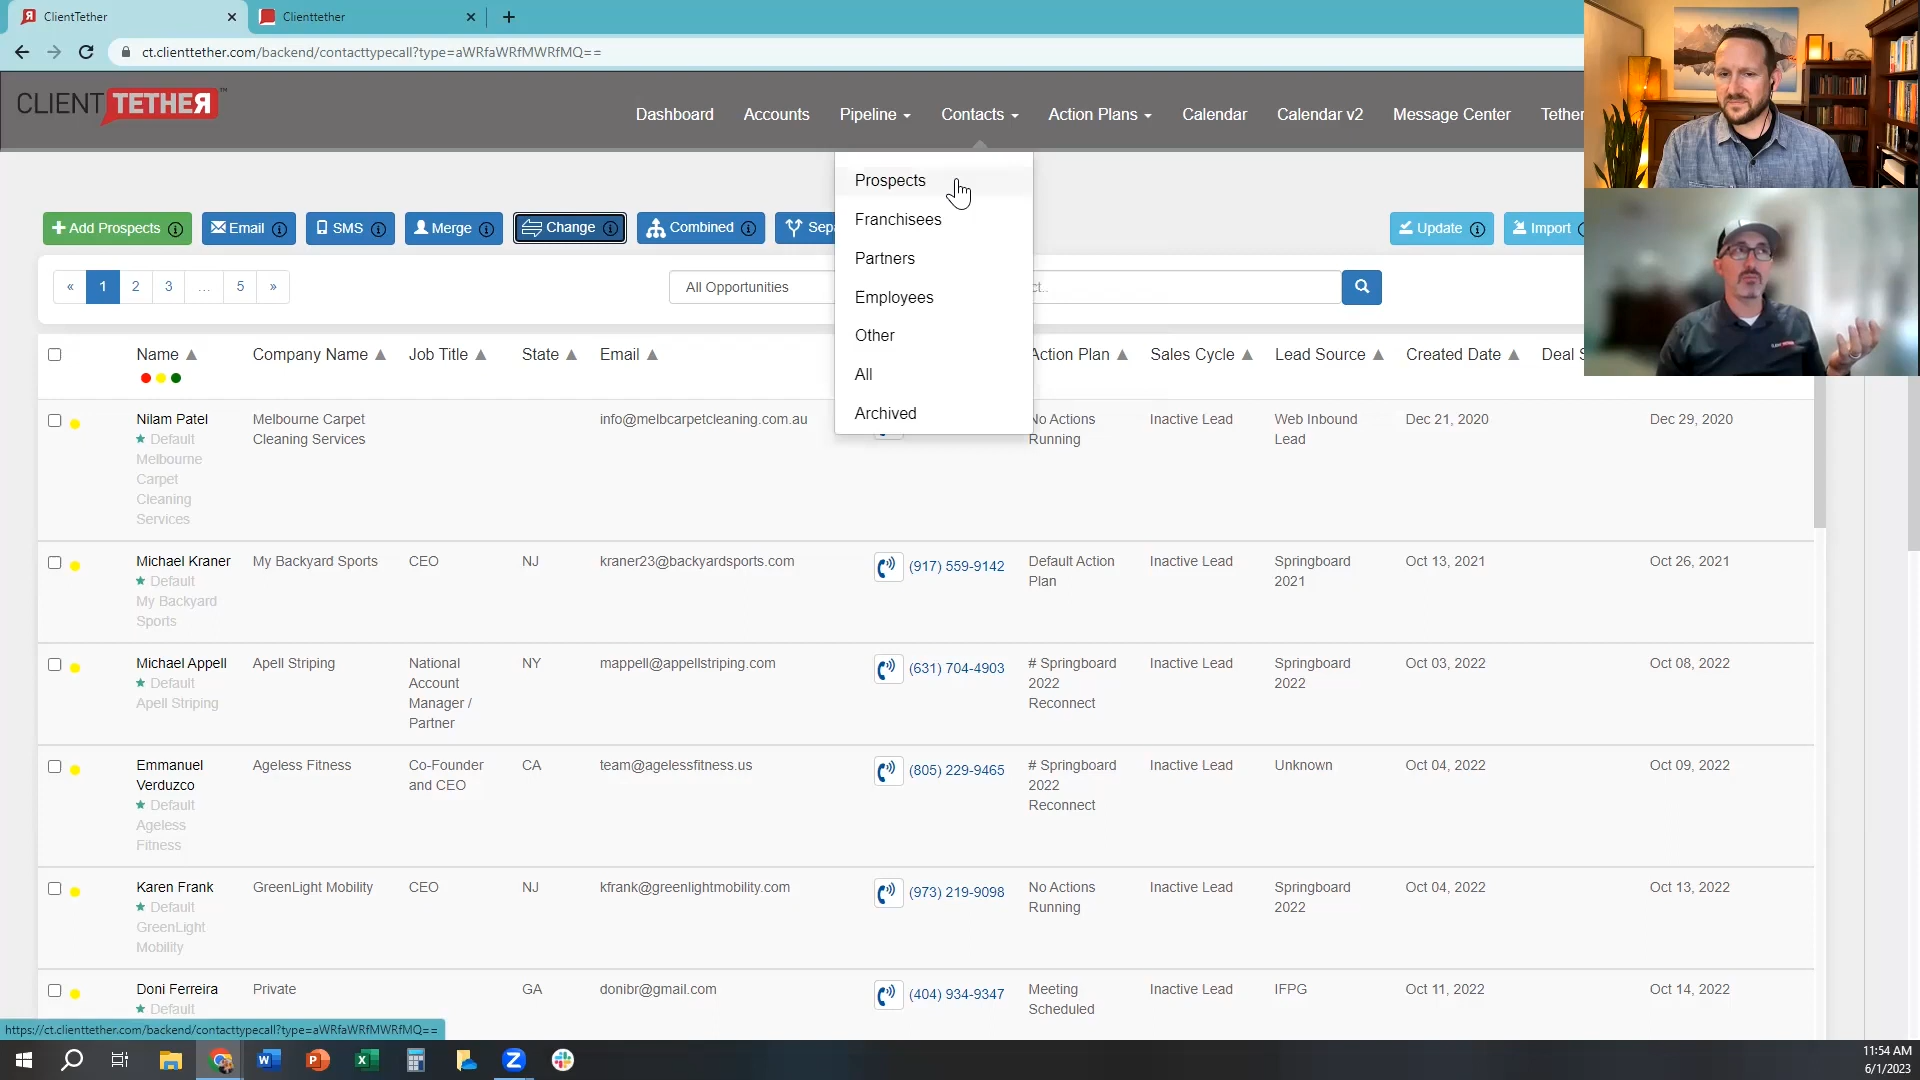 ClientTether
Clienttether
ct.clienttether.com/backend/contacttypecall?type=aWRfaWRfMWRfMQ==
CLIENT TETHER™
Dashboard
Accounts
Pipeline
Contacts
Action Plans
Calendar
Calendar v2
Message Center
Tether
Prospects
Franchisees
Partners
Employees
Other
All
Archived
Add Prospects
Email
SMS
Merge
Change
Combined
Sep
Update
Import
« 1 2 3 ... 5 »
All Opportunities
ct..
Name
Company Name
Job Title
State
Email
Action Plan
Sales Cycle
Lead Source
Created Date
Deal S
Nilam Patel
Default
Melbourne
Carpet
Cleaning
Services
Melbourne Carpet
Cleaning Services
info@melbcarpetcleaning.com.au
No Actions
Running
Inactive Lead
Web Inbound
Lead
Dec 21, 2020
Dec 29, 2020
Michael Kraner
Default
My Backyard
Sports
My Backyard Sports
CEO
NJ
kraner23@backyardsports.com
(917) 559-9142
Default Action
Plan
Inactive Lead
Springboard
2021
Oct 13, 2021
Oct 26, 2021
Michael Appell
Default
Apell Striping
Apell Striping
National
Account
Manager /
Partner
NY
mappell@appellstriping.com
(631) 704-4903
# Springboard
2022
Reconnect
Inactive Lead
Springboard
2022
Oct 03, 2022
Oct 08, 2022
Emmanuel
Verduzco
Default
Ageless
Fitness
Ageless Fitness
Co-Founder
and CEO
CA
team@agelessfitness.us
(805) 229-9465
# Springboard
2022
Reconnect
Inactive Lead
Unknown
Oct 04, 2022
Oct 09, 2022
Karen Frank
Default
GreenLight
Mobility
GreenLight Mobility
CEO
NJ
kfrank@greenlightmobility.com
(973) 219-9098
No Actions
Running
Inactive Lead
Springboard
2022
Oct 04, 2022
Oct 13, 2022
Doni Ferreira
Default
Private
GA
donibr@gmail.com
(404) 934-9347
Meeting
Scheduled
Inactive Lead
IFPG
Oct 11, 2022
Oct 14, 2022
https://ct.clienttether.com/backend/contacttypecall?type=aWRfaWRfMWRfMQ==
11:54 AM
6/1/2023